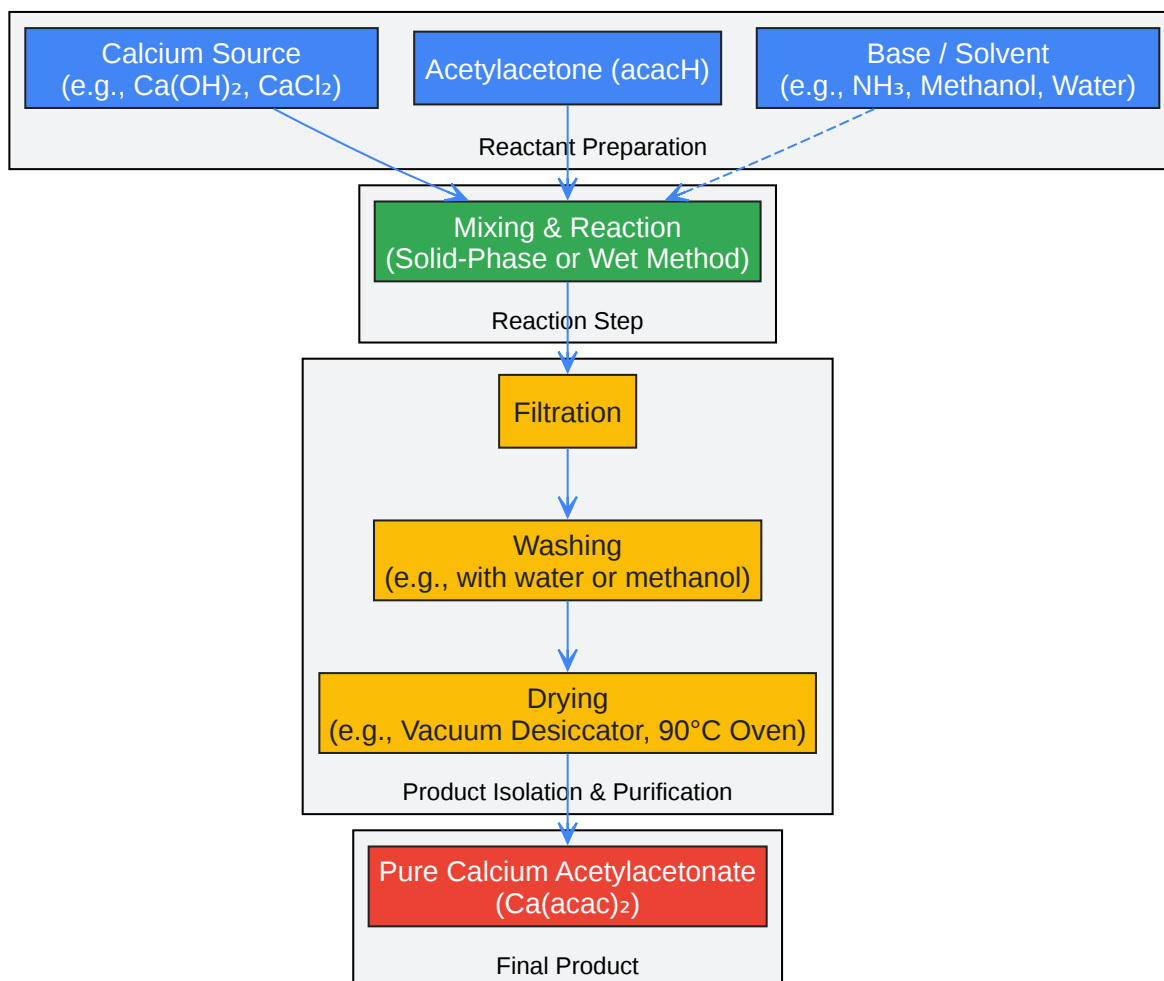 Calcium Source
(e.g., Ca(OH)₂, CaCl₂)
Acetylacetone (acacH)
Base / Solvent
(e.g., NH₃, Methanol, Water)
Reactant Preparation
Mixing & Reaction
(Solid-Phase or Wet Method)
Reaction Step
Filtration
Washing
(e.g., with water or methanol)
Drying
(e.g., Vacuum Desiccator, 90°C Oven)
Product Isolation & Purification
Pure Calcium Acetylacetonate
(Ca(acac)₂)
Final Product